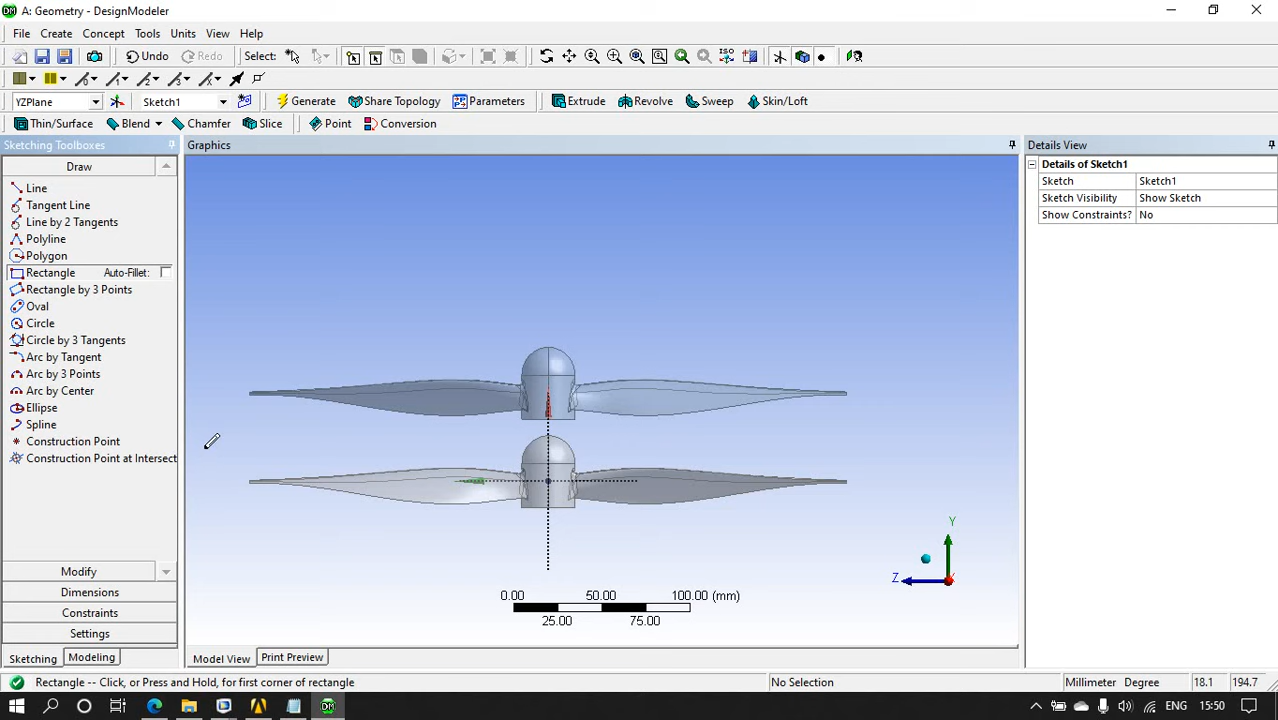 DM A: Geometry - DesignModeler
File Create Concept Tools Units View Help
Undo Redo Select: ISO
YZPlane Sketch1 Generate Share Topology Parameters Extrude Revolve Sweep Skin/Loft
Thin/Surface Blend Chamfer Slice Point Conversion
Sketching Toolboxes
Draw
Line
Tangent Line
Line by 2 Tangents
Polyline
Polygon
Rectangle Auto-Fillet:
Rectangle by 3 Points
Oval
Circle
Circle by 3 Tangents
Arc by Tangent
Arc by 3 Points
Arc by Center
Ellipse
Spline
Construction Point
Construction Point at Intersect
Modify
Dimensions
Constraints
Settings
Sketching Modeling
Graphics
Y
Z
0.00 50.00 100.00 (mm)
25.00 75.00
Model View Print Preview
Details View
Details of Sketch1
Sketch Sketch1
Sketch Visibility Show Sketch
Show Constraints? No
Rectangle -- Click, or Press and Hold, for first corner of rectangle No Selection Millimeter Degree 18.1 194.7
DM ENG 15:50